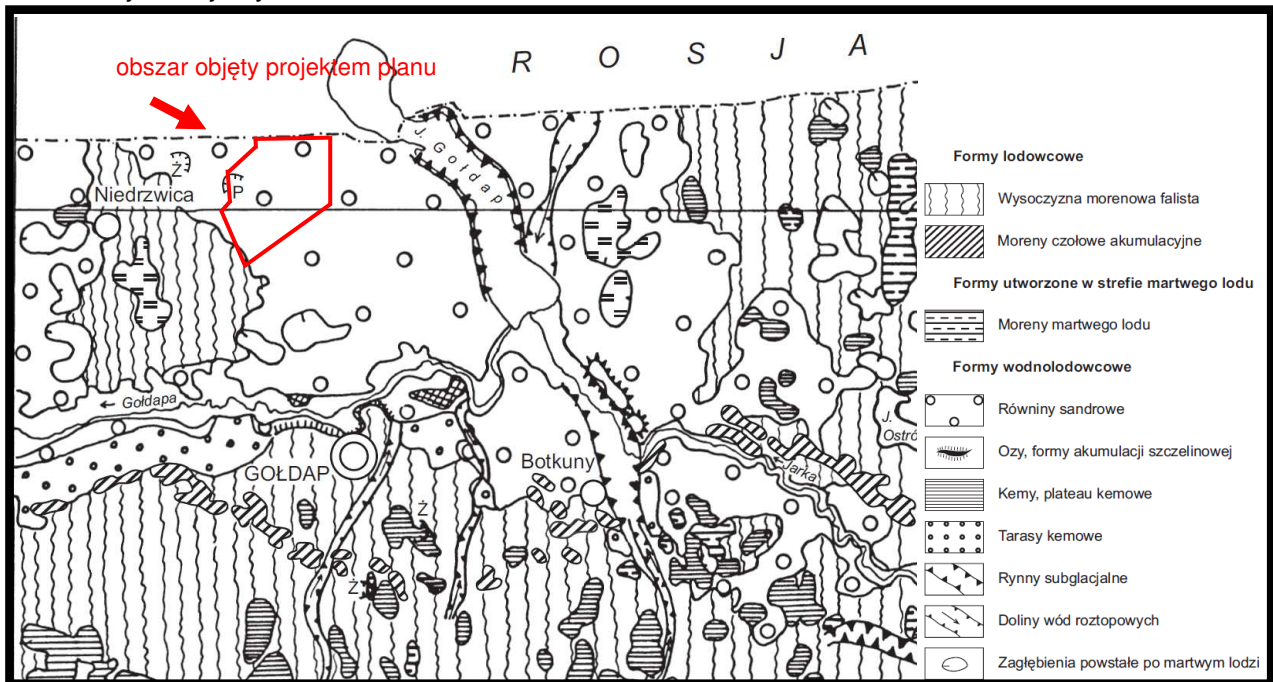 obszar objęty projektem planu
R O S J A
J. Gołdap
Ż
P
Niedrzwica
Gołdapa
GOŁDAP
Botkuny
Jarka
J.
Ostró
Ż
Ż
Formy lodowcowe
Wysoczyzna morenowa falista
Moreny czołowe akumulacyjne
Formy utworzone w strefie martwego lodu
Moreny martwego lodu
Formy wodnolodowcowe
Równiny sandrowe
Ozy, formy akumulacji szczelinowej
Kemy, plateau kemowe
Tarasy kemowe
Rynny subglacjalne
Doliny wód roztopowych
Zagłębienia powstałe po martwym lodzi